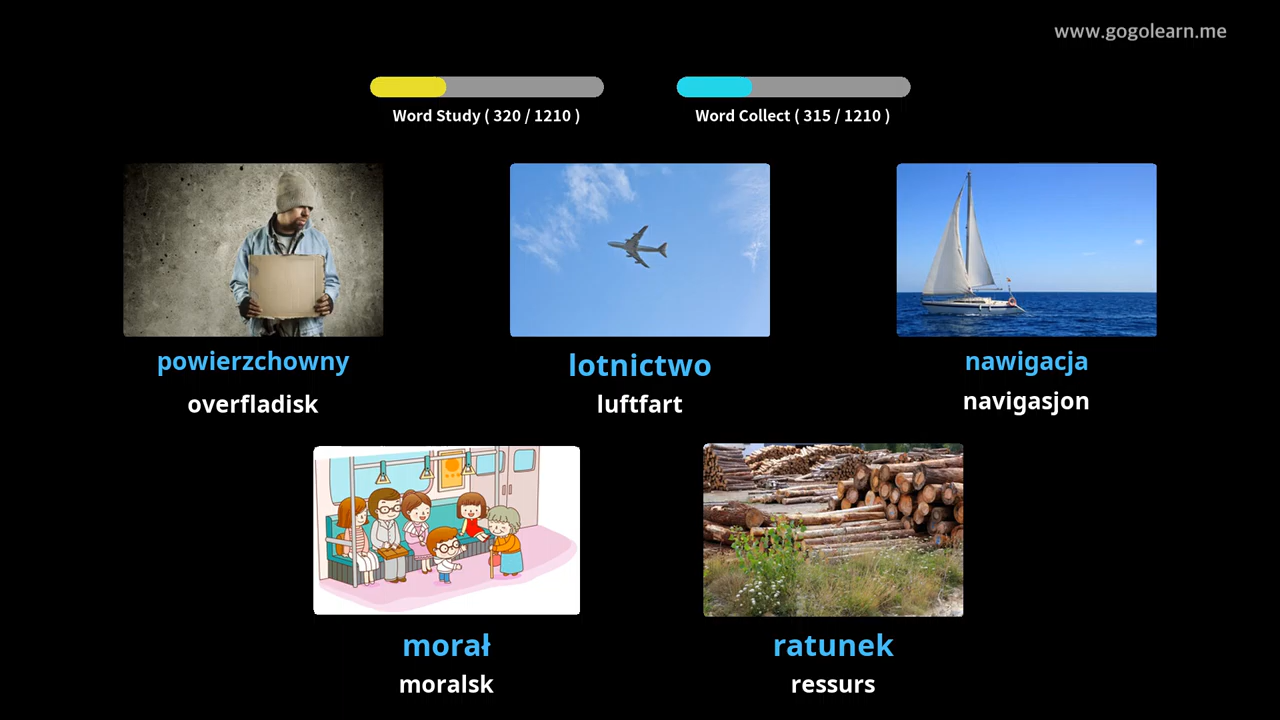 www.gogolearn.me
Word Study ( 320 / 1210 )
Word Collect ( 315 / 1210 )
powierzchowny
overfladisk
lotnictwo
luftfart
nawigacja
navigasjon
morał
moralsk
ratunek
ressurs